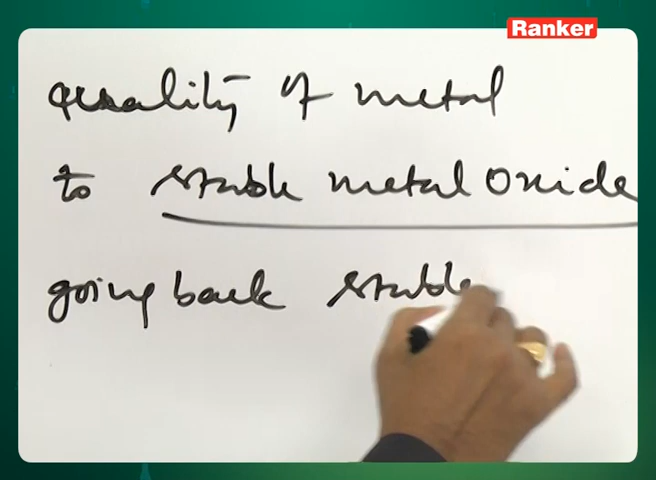 Ranker
quality of metal
to stable metal oxide
going back stable